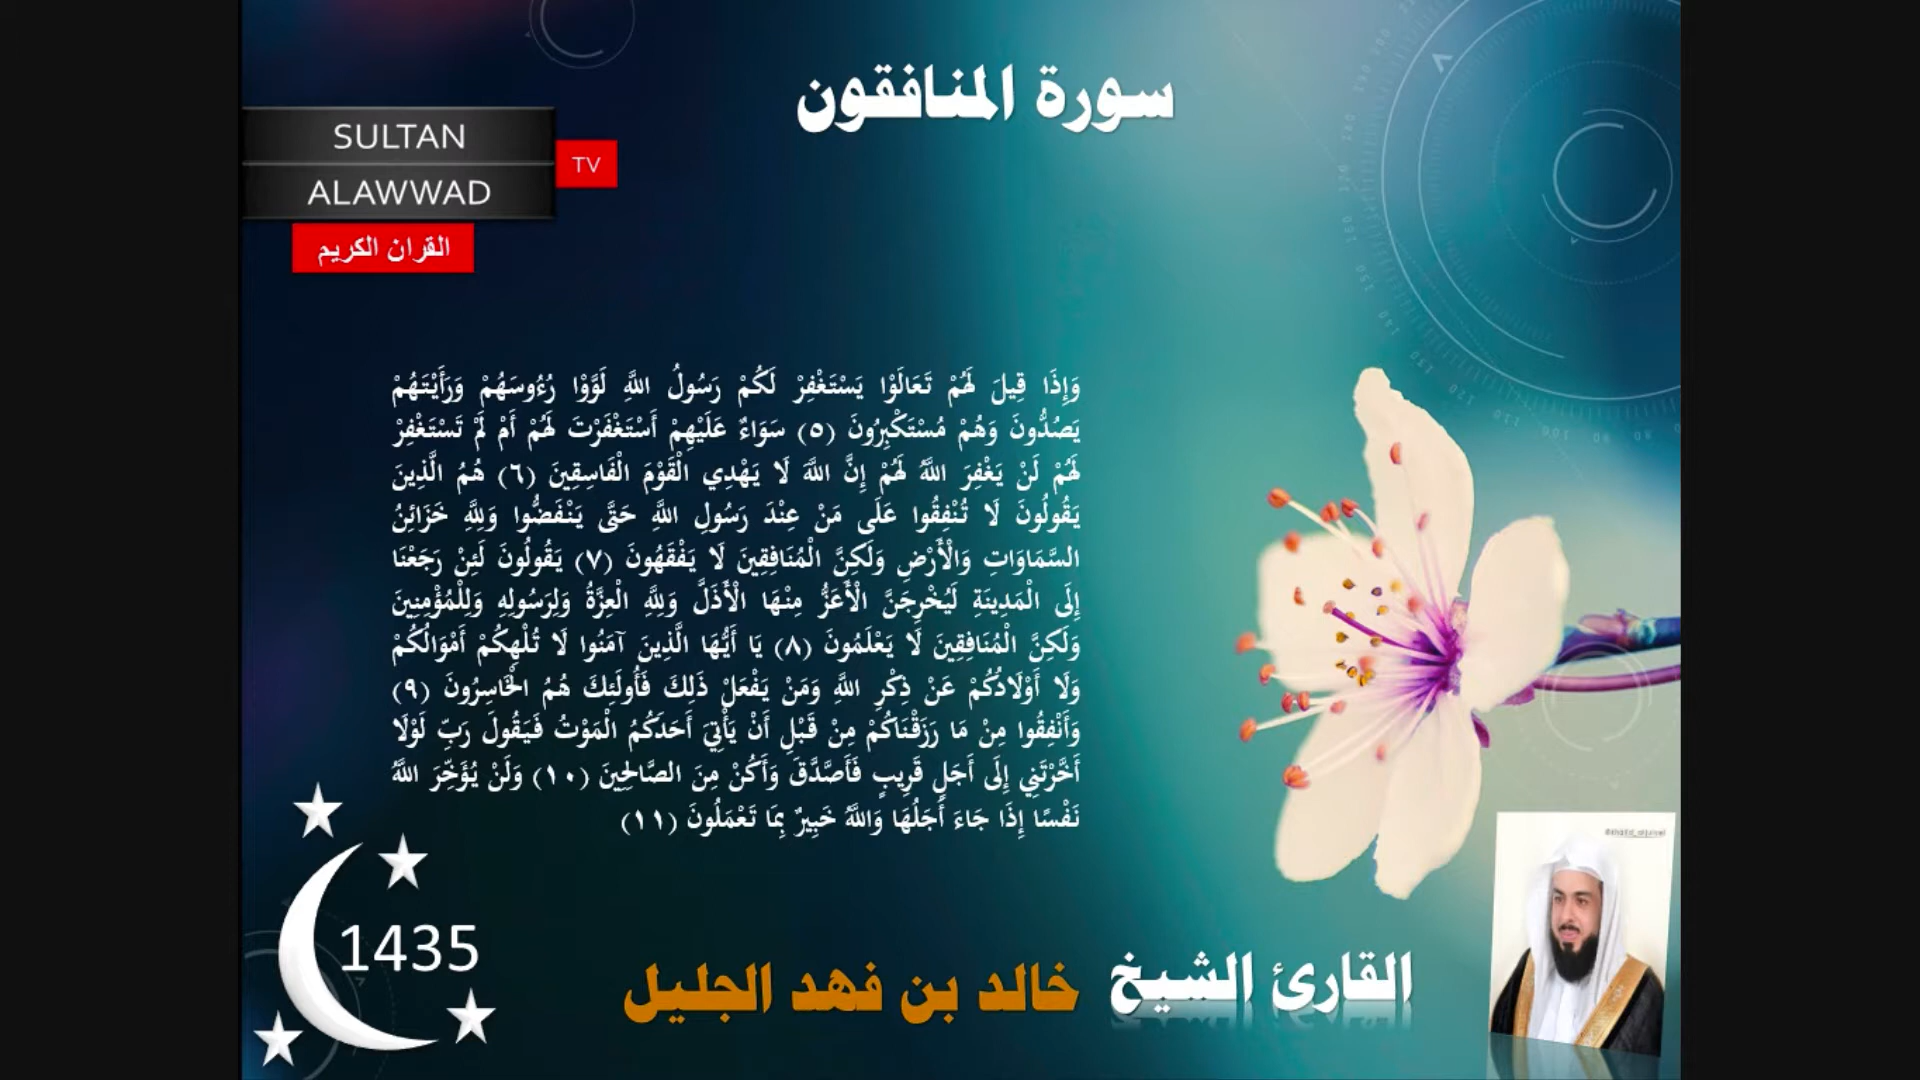 سورة المنافقون
SULTAN
ALAWWAD
TV
القران الكريم
وَإِذَا قِيلَ لَهُمْ تَعَالَوْا يَسْتَغْفِرْ لَكُمْ رَسُولُ اللَّهِ لَوَّوْا رُءُوسَهُمْ وَرَأَيْتَهُمْ
يَصُدُّونَ وَهُمْ مُسْتَكْبِرُونَ (٥) سَوَاءٌ عَلَيْهِمْ أَسْتَغْفَرْتَ لَهُمْ أَمْ لَمْ تَسْتَغْفِرْ
لَهُمْ لَنْ يَغْفِرَ اللَّهُ لَهُمْ إِنَّ اللَّهَ لَا يَهْدِي الْقَوْمَ الْفَاسِقِينَ (٦) هُمُ الَّذِينَ
يَقُولُونَ لَا تُنْفِقُوا عَلَى مَنْ عِنْدَ رَسُولِ اللَّهِ حَتَّى يَنْفَضُّوا وَلِلَّهِ خَزَائِنُ
السَّمَاوَاتِ وَالْأَرْضِ وَلَكِنَّ الْمُنَافِقِينَ لَا يَفْقَهُونَ (٧) يَقُولُونَ لَئِنْ رَجَعْنَا
إِلَى الْمَدِينَةِ لَيُخْرِجَنَّ الْأَعَزُّ مِنْهَا الْأَذَلَّ وَلِلَّهِ الْعِزَّةُ وَلِرَسُولِهِ وَلِلْمُؤْمِنِينَ
وَلَكِنَّ الْمُنَافِقِينَ لَا يَعْلَمُونَ (٨) يَا أَيُّهَا الَّذِينَ آمَنُوا لَا تُلْهِكُمْ أَمْوَالُكُمْ
وَلَا أَوْلَادُكُمْ عَنْ ذِكْرِ اللَّهِ وَمَنْ يَفْعَلْ ذَلِكَ فَأُولَئِكَ هُمُ الْخَاسِرُونَ (٩)
وَأَنْفِقُوا مِنْ مَا رَزَقْنَاكُمْ مِنْ قَبْلِ أَنْ يَأْتِيَ أَحَدَكُمُ الْمَوْتُ فَيَقُولَ رَبِّ لَوْلَا
أَخَّرْتَنِي إِلَى أَجَلٍ قَرِيبٍ فَأَصَّدَّقَ وَأَكُنْ مِنَ الصَّالِحِينَ (١٠) وَلَنْ يُؤَخِّرَ اللَّهُ
نَفْسًا إِذَا جَاءَ أَجَلُهَا وَاللَّهُ خَبِيرٌ بِمَا تَعْمَلُونَ (١١)
1435
القارئ الشيخ خالد بن فهد الجليل